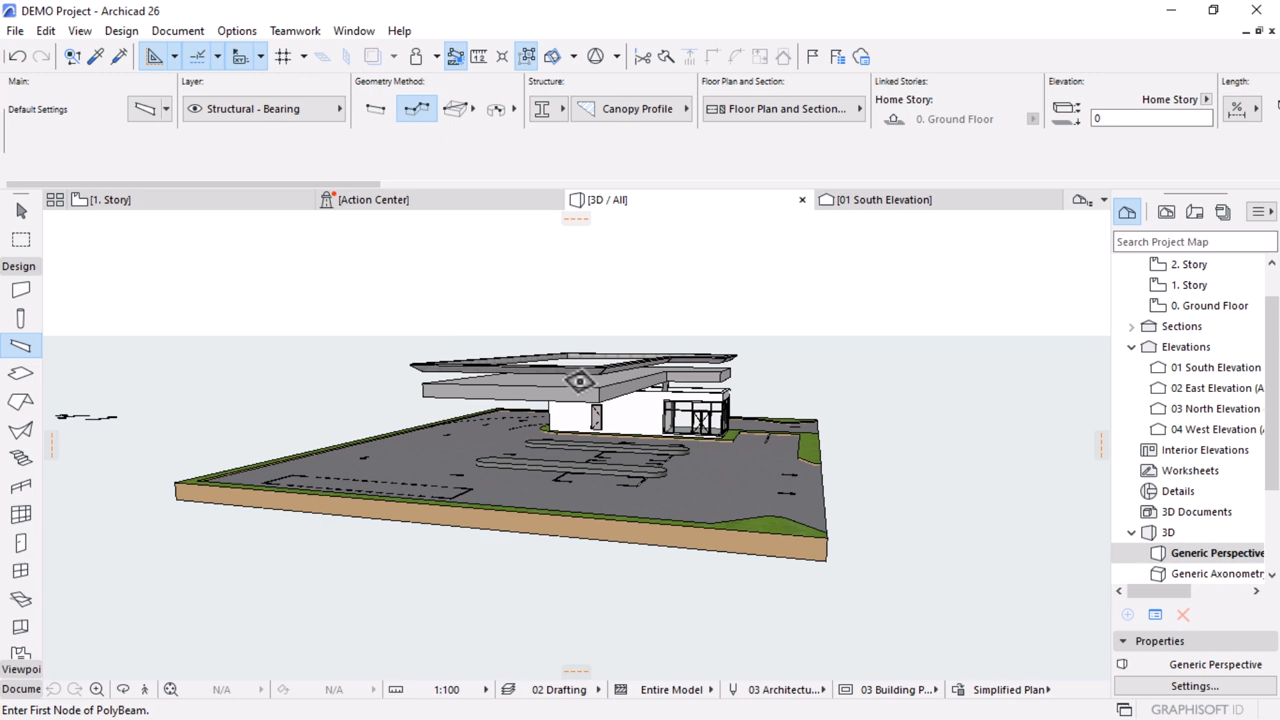 DEMO Project - Archicad 26
File Edit View Design Document Options Teamwork Window Help
Main:
Default Settings
Layer:
Structural - Bearing
Geometry Method:
Structure:
Canopy Profile
Floor Plan and Section:
Floor Plan and Section...
Linked Stories:
Home Story:
0. Ground Floor
Elevation:
Home Story
0
Length:
[1. Story]
[Action Center]
[3D / All]
[01 South Elevation]
Design
Viewpoi
Docume
Search Project Map
2. Story
1. Story
0. Ground Floor
Sections
Elevations
01 South Elevation
02 East Elevation (A
03 North Elevation
04 West Elevation (A
Interior Elevations
Worksheets
Details
3D Documents
3D
Generic Perspective
Generic Axonometr
Properties
Generic Perspective
Settings...
N/A
N/A
1:100
02 Drafting
Entire Model
03 Architectu...
03 Building P...
Simplified Plan
Enter First Node of PolyBeam.
GRAPHISOFT ID